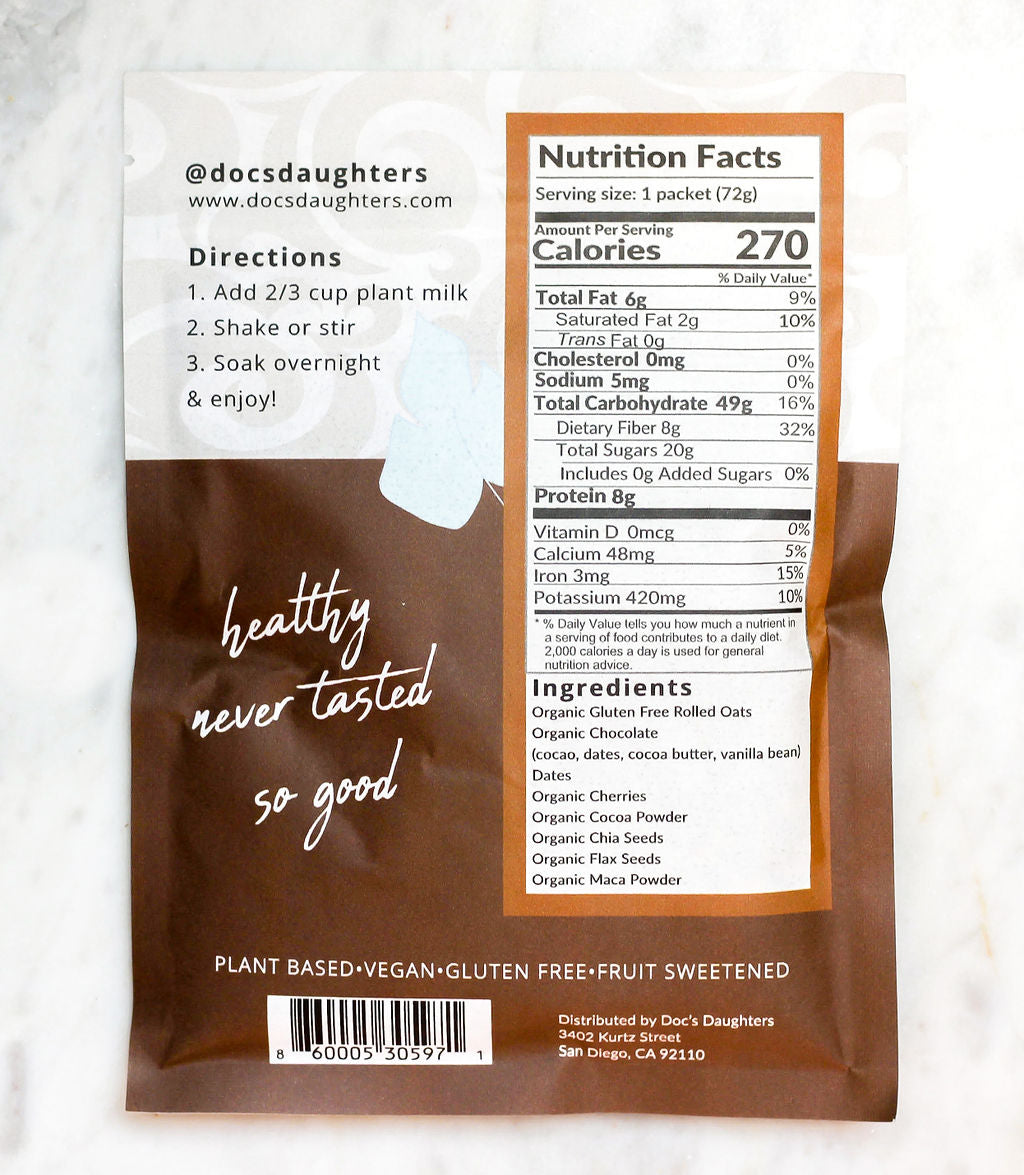 @docsdaughters
www.docsdaughters.com
Directions
1. Add 2/3 cup plant milk
2. Shake or stir
3. Soak overnight
& enjoy!
healthy
never tasted
so good
Nutrition Facts
Serving size: 1 packet (72g)
Amount Per Serving
Calories 270
% Daily Value*
Total Fat 6g 9%
Saturated Fat 2g 10%
Trans Fat 0g
Cholesterol 0mg 0%
Sodium 5mg 0%
Total Carbohydrate 49g 16%
Dietary Fiber 8g 32%
Total Sugars 20g
Includes 0g Added Sugars 0%
Protein 8g
Vitamin D 0mcg 0%
Calcium 48mg 5%
Iron 3mg 15%
Potassium 420mg 10%
* % Daily Value tells you how much a nutrient in
a serving of food contributes to a daily diet.
2,000 calories a day is used for general
nutrition advice.
Ingredients
Organic Gluten Free Rolled Oats
Organic Chocolate
(cocao, dates, cocoa butter, vanilla bean)
Dates
Organic Cherries
Organic Cocoa Powder
Organic Chia Seeds
Organic Flax Seeds
Organic Maca Powder
PLANT BASED•VEGAN•GLUTEN FREE•FRUIT SWEETENED
8 60005 30597 1
Distributed by Doc's Daughters
3402 Kurtz Street
San Diego, CA 92110